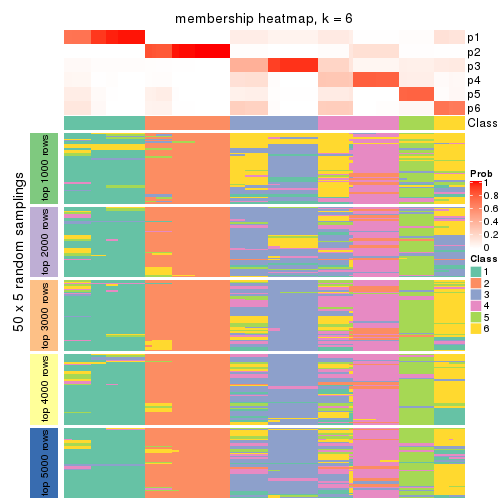 membership heatmap, k = 6
p1
p2
p3
p4
p5
p6
Class
50 x 5 random samplings
top 1000 rows
top 2000 rows
top 3000 rows
top 4000 rows
top 5000 rows
Prob
1
0.8
0.6
0.4
0.2
0
Class
1
2
3
4
5
6